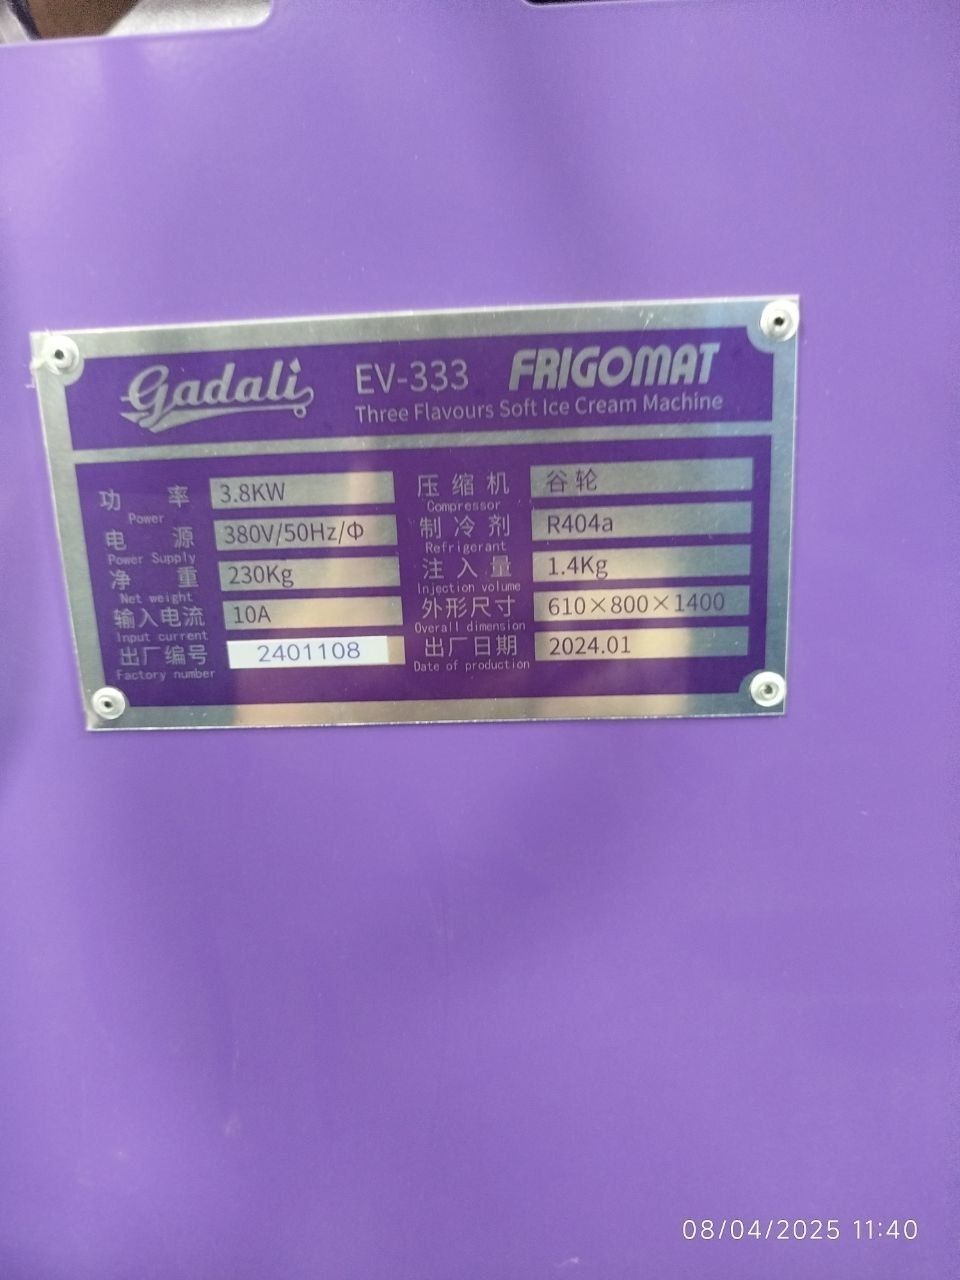 Gadali EV-333 FRIGOMAT
Three Flavours Soft Ice Cream Machine
功率 3.8KW
Power
电源 380V/50Hz/Φ
Power Supply
净重 230Kg
Net weight
输入电流 10A
Input current
出厂编号 2401108
Factory number
压缩机 谷轮
Compressor
制冷剂 R404a
Refrigerant
注入量 1.4Kg
Injection volume
外形尺寸 610×800×1400
Overall dimension
出厂日期 2024.01
Date of production
08/04/2025 11:40